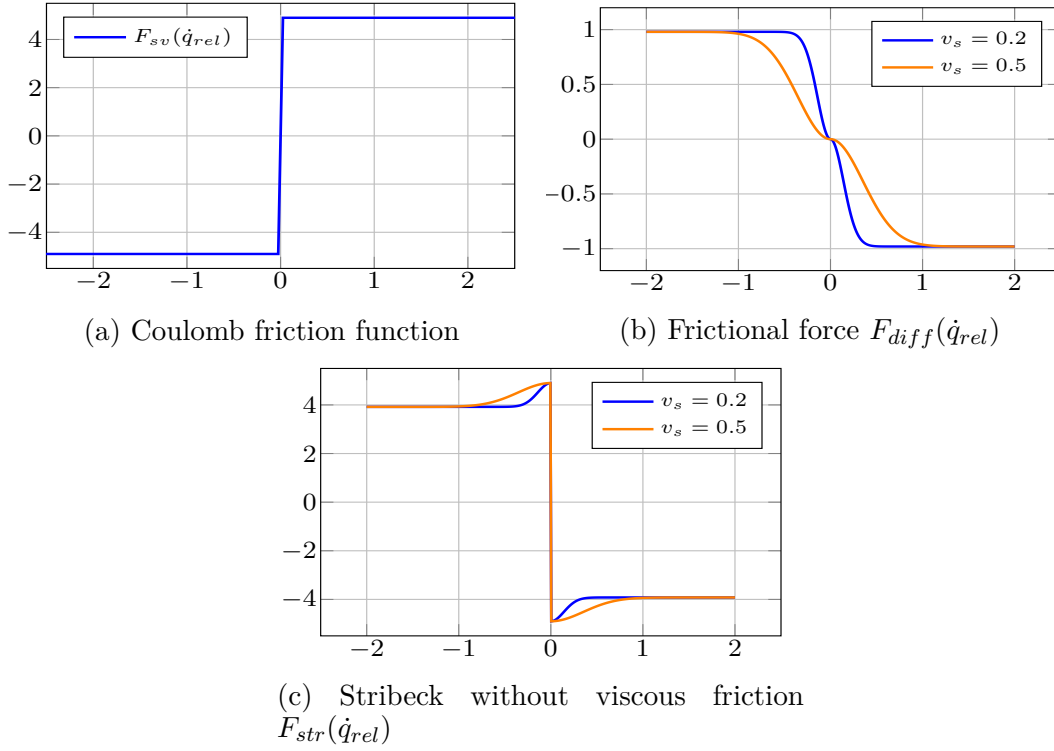 4
2
0
−2
−4
F_{sv}(q̇_{rel})
−2 −1 0 1 2
(a) Coulomb friction function
1
0.5
0
−0.5
−1
v_s = 0.2
v_s = 0.5
−2 −1 0 1 2
(b) Frictional force F_{diff}(q̇_{rel})
4
2
0
−2
−4
v_s = 0.2
v_s = 0.5
−2 −1 0 1 2
(c) Stribeck without viscous friction
F_{str}(q̇_{rel})